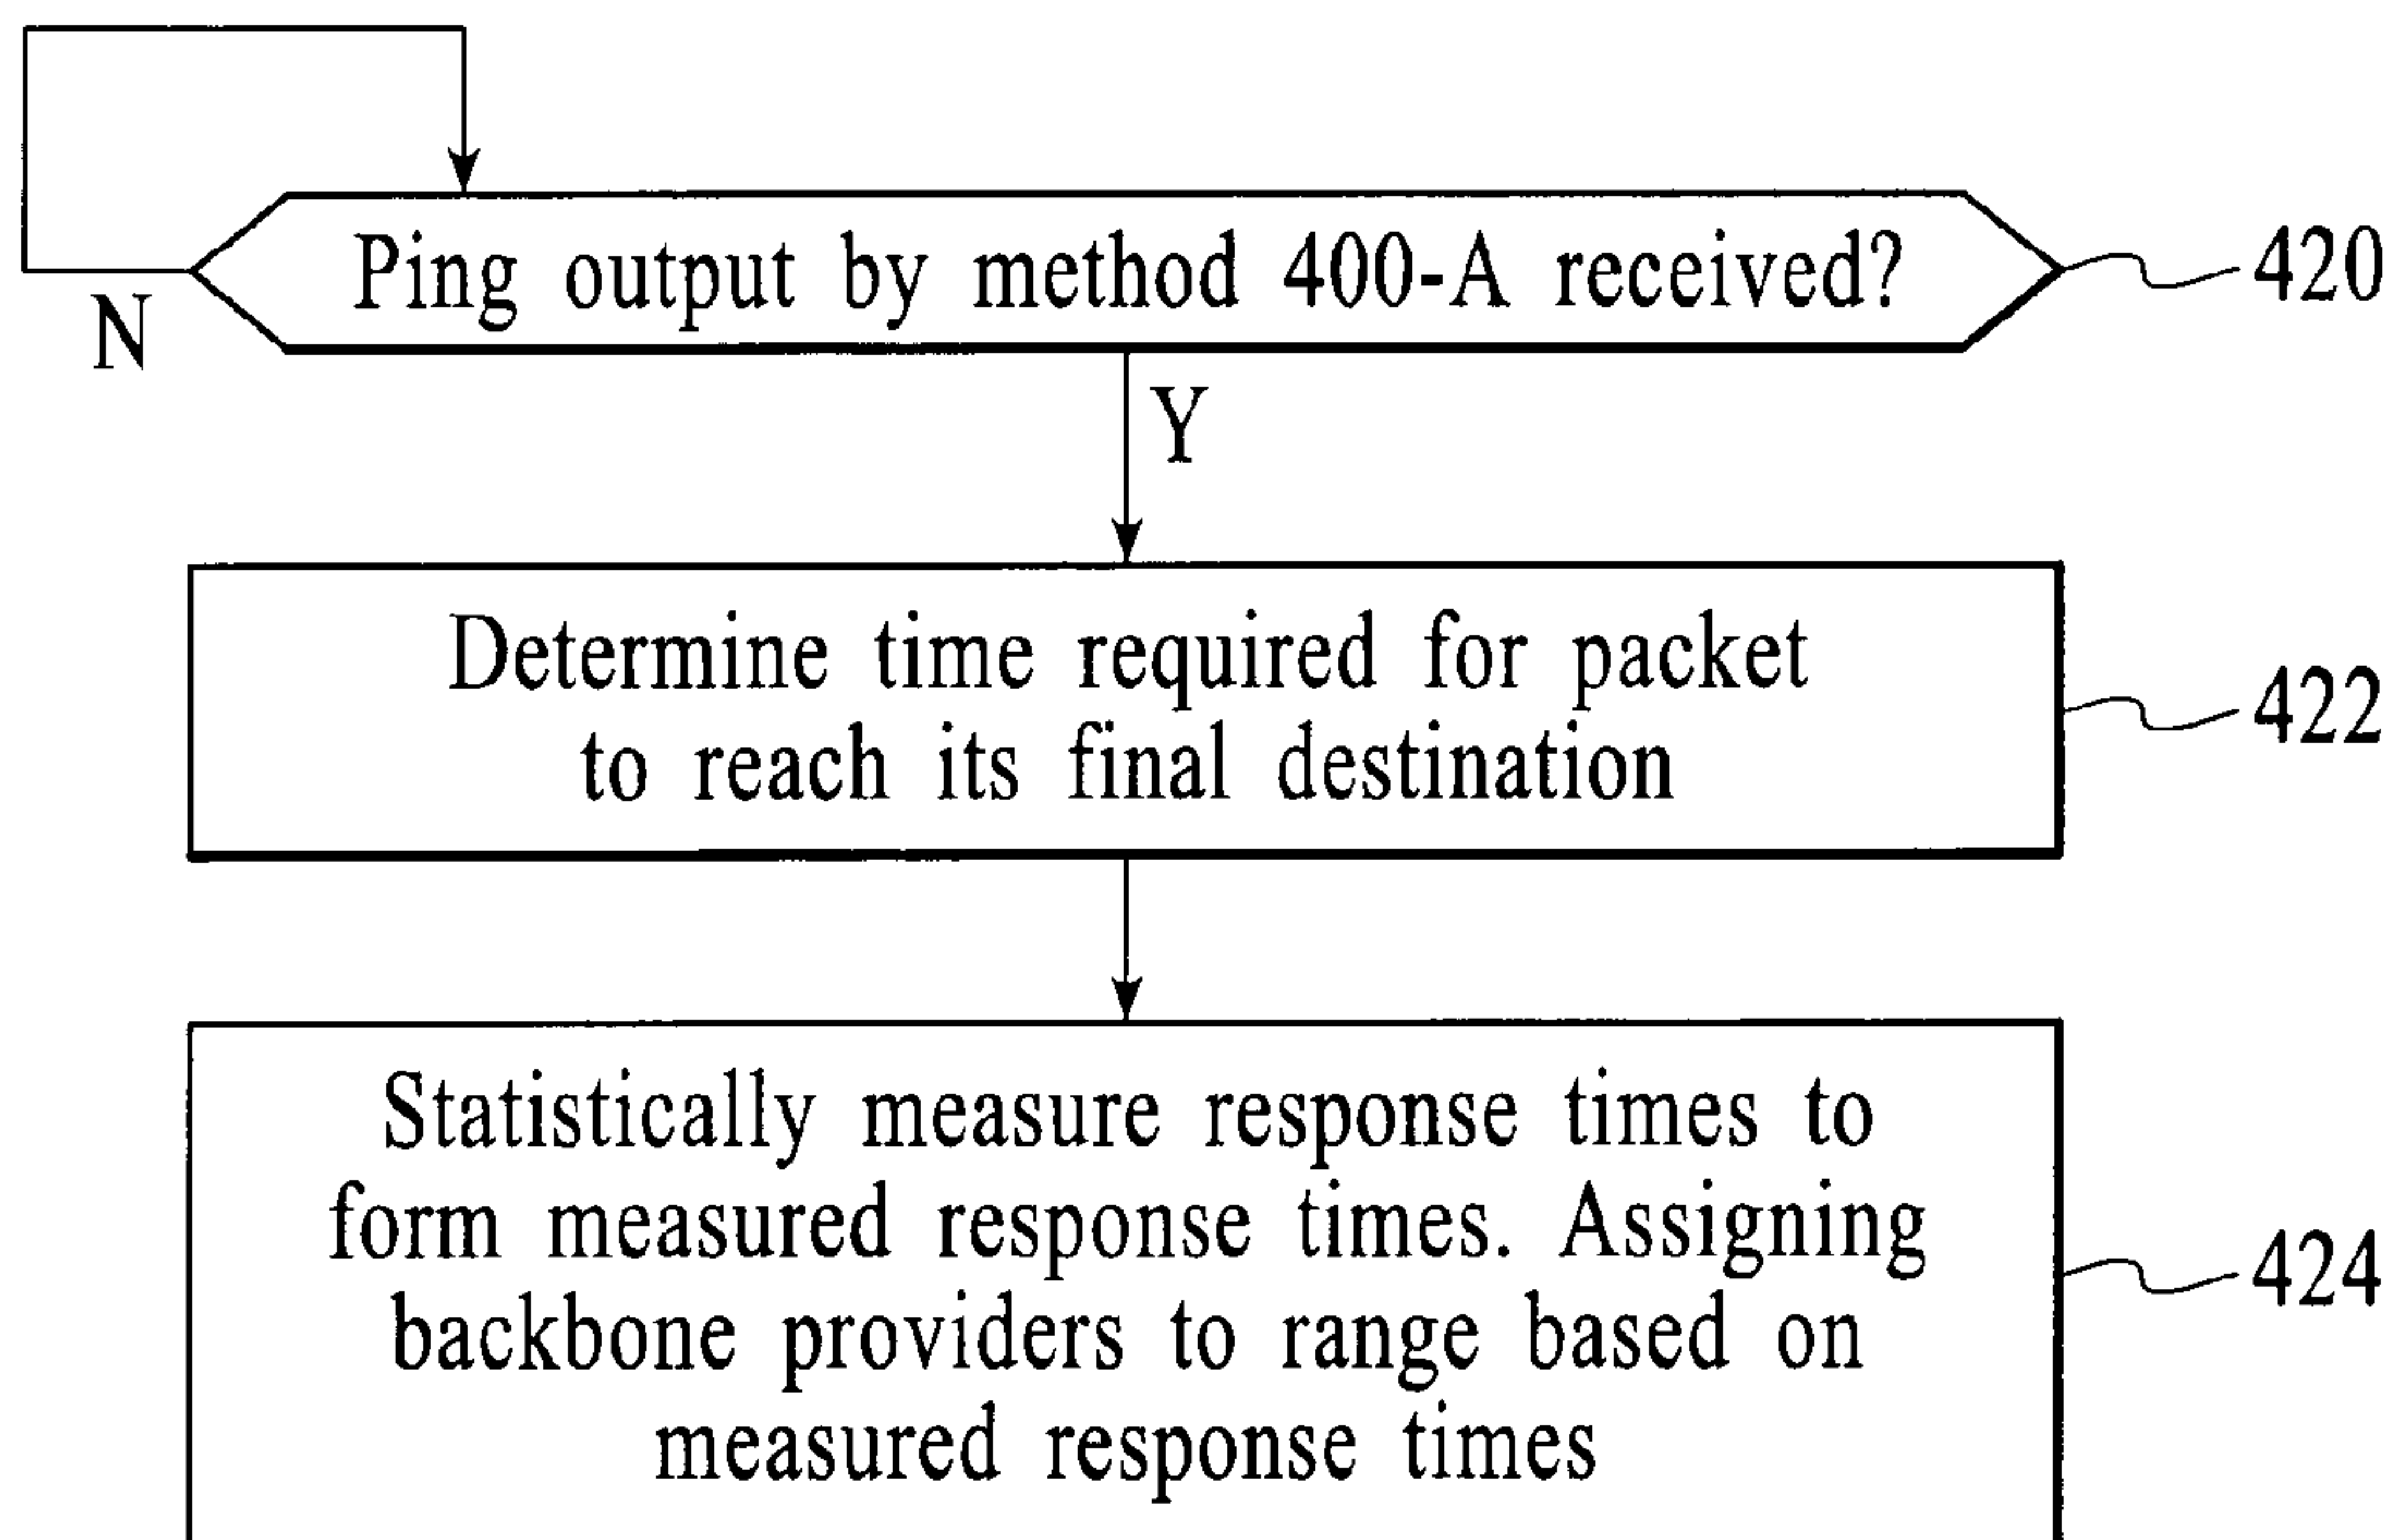 Ping output by method 400-A received?
420
N
Y
Determine time required for packet
to reach its final destination
422
Statistically measure response times to
form measured response times. Assigning
backbone providers to range based on
measured response times
424